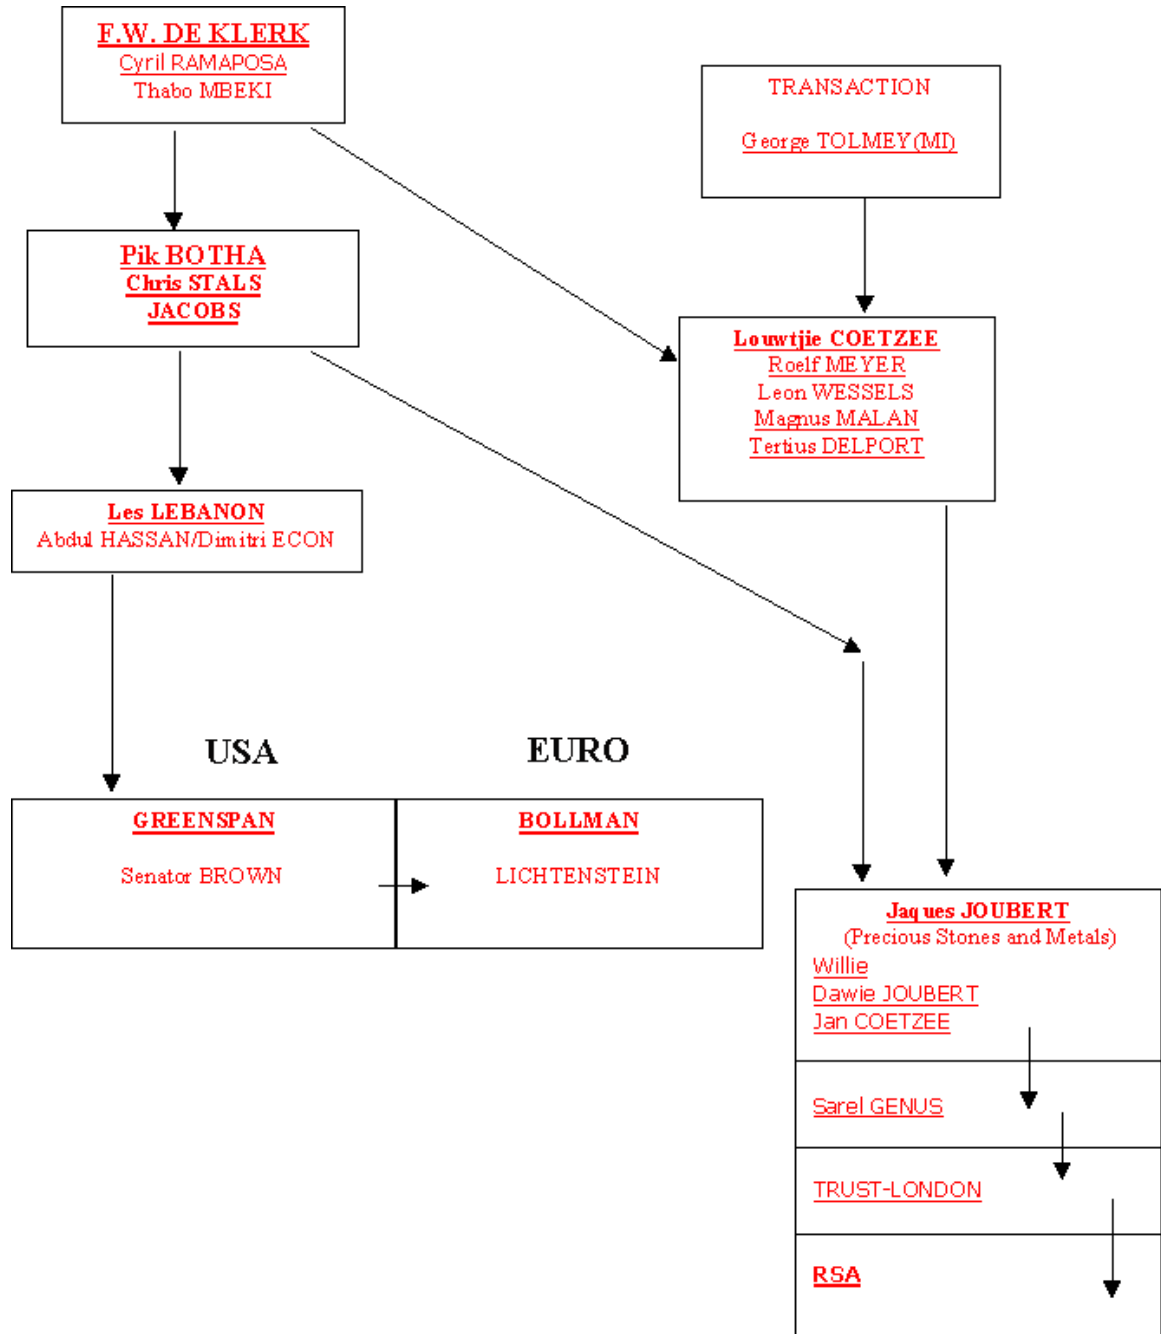 F.W. DE KLERK
Cyril RAMAPOSA
Thabo MBEKI
TRANSACTION
George TOLMEY(MI)
Pik BOTHA
Chris STALS
JACOBS
Louwtjie COETZEE
Roelf MEYER
Leon WESSELS
Magnus MALAN
Tertius DELPORT
Les LEBANON
Abdul HASSAN/Dimitri ECON
USA
EURO
GREENSPAN
Senator BROWN
BOLLMAN
LICHTENSTEIN
Jaques JOUBERT
(Precious Stones and Metals)
Willie
Dawie JOUBERT
Jan COETZEE
Sarel GENUS
TRUST-LONDON
RSA